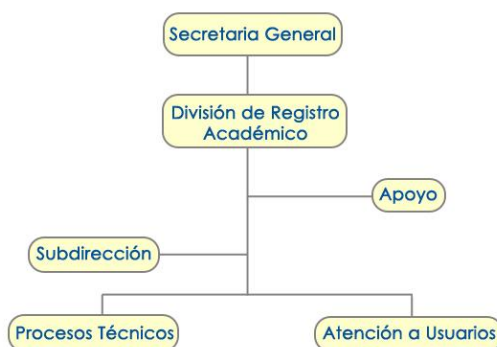 Secretaria General
División de Registro
Académico
Apoyo
Subdirección
Procesos Técnicos
Atención a Usuarios